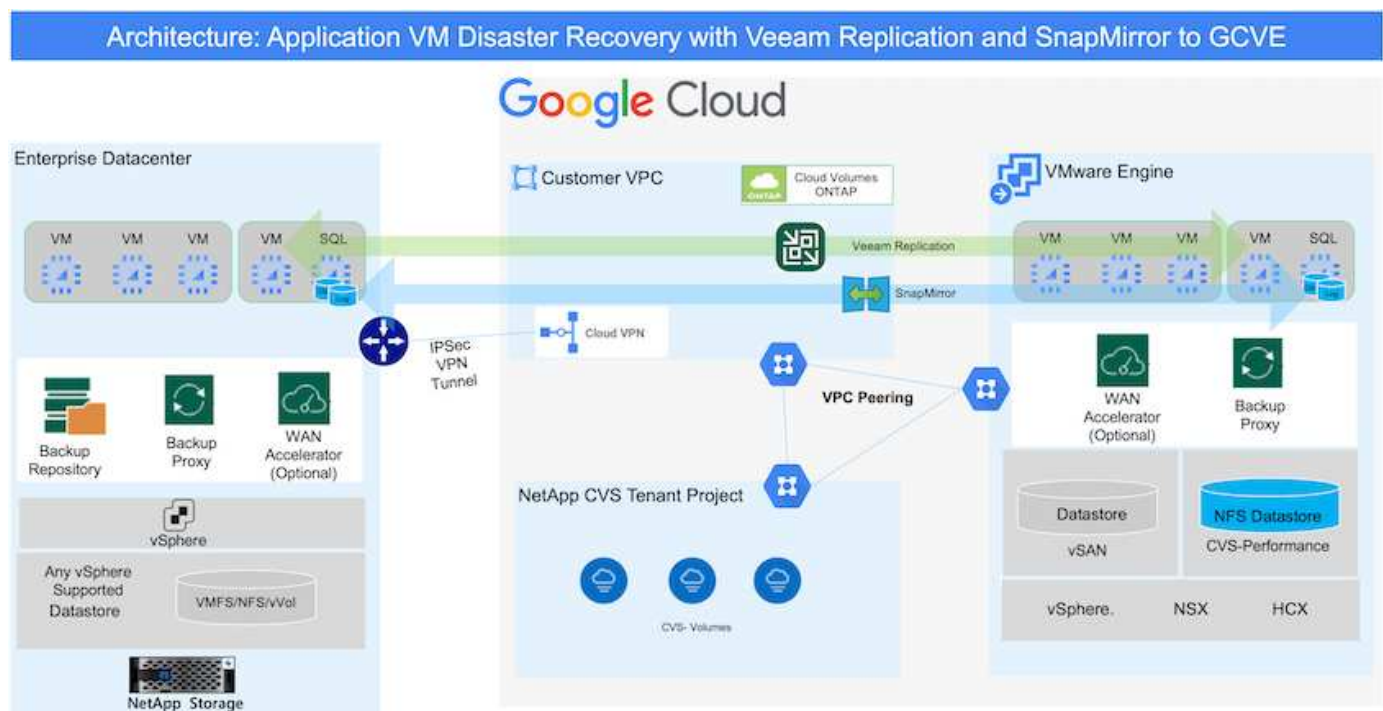 Architecture: Application VM Disaster Recovery with Veeam Replication and SnapMirror to GCVE
Google Cloud
Enterprise Datacenter
VM
VM
VM
VM
SQL
IPSec
VPN
Tunnel
Backup
Repository
Backup
Proxy
WAN
Accelerator
(Optional)
vSphere
Any vSphere
Supported
Datastore
VMFS/NFS/vVol
NetApp Storage
Customer VPC
ONTAP
Cloud Volumes
ONTAP
Veeam Replication
SnapMirror
Cloud VPN
VPC Peering
NetApp CVS Tenant Project
CVS- Volumes
VMware Engine
VM
VM
VM
VM
SQL
WAN
Accelerator
(Optional)
Backup
Proxy
Datastore
vSAN
NFS Datastore
CVS-Performance
vSphere.
NSX
HCX